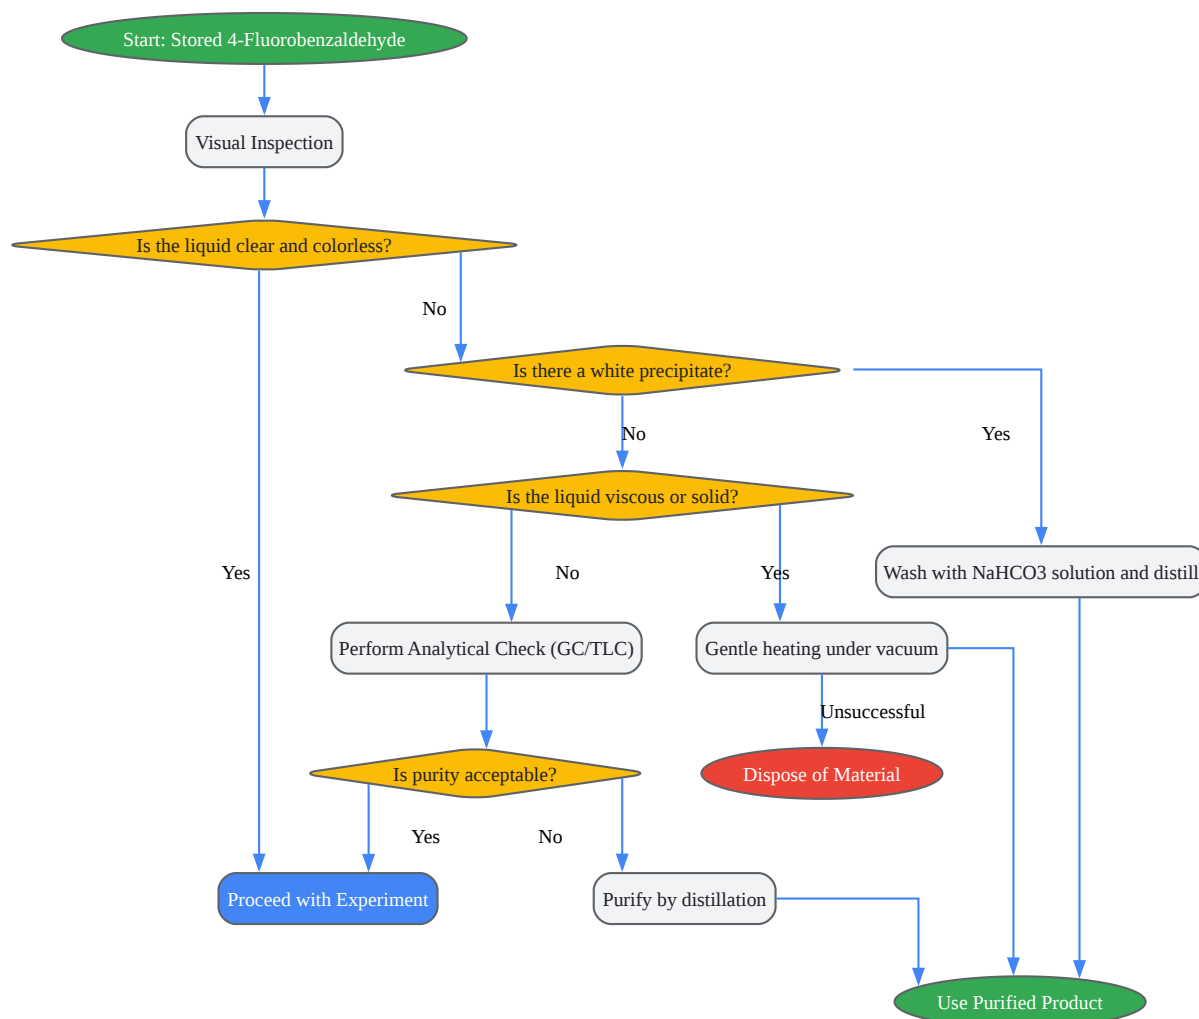 Start: Stored 4-Fluorobenzaldehyde
Visual Inspection
Is the liquid clear and colorless?
No
Is there a white precipitate?
No
Yes
Is the liquid viscous or solid?
Yes
No
Yes
Wash with NaHCO3 solution and distill
Perform Analytical Check (GC/TLC)
Gentle heating under vacuum
Unsuccessful
Is purity acceptable?
Dispose of Material
Yes
No
Proceed with Experiment
Purify by distillation
Use Purified Product